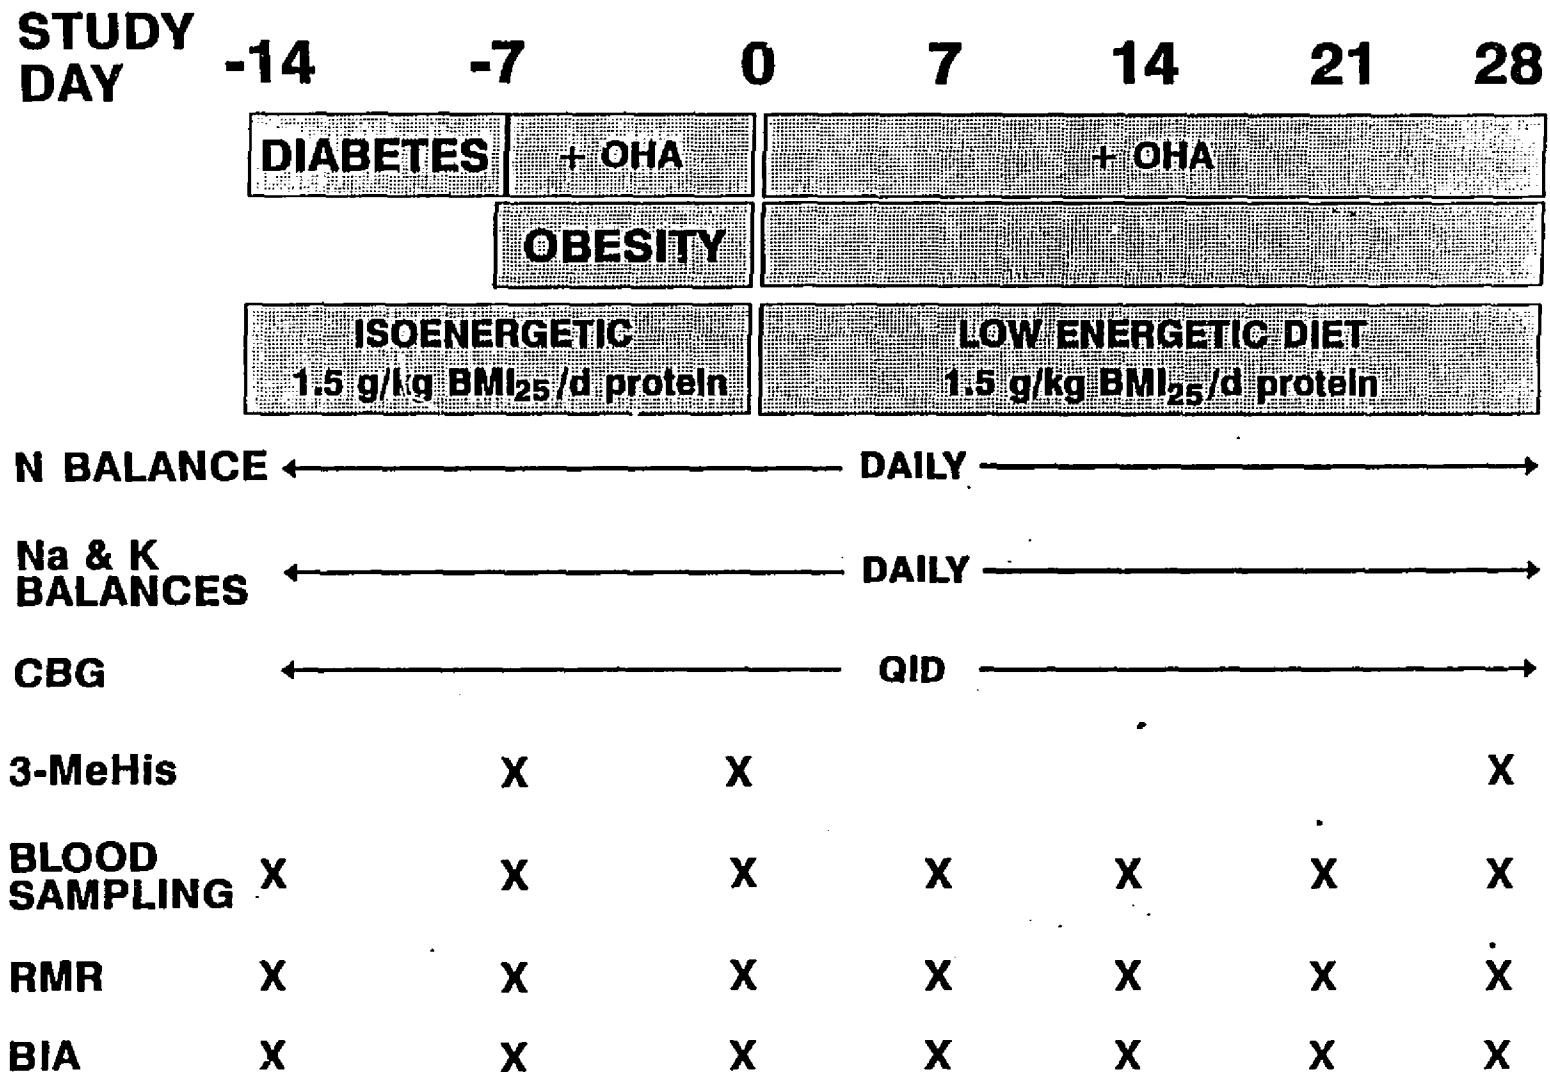 STUDY DAY -14 -7 0 7 14 21 28
DIABETES + OHA + OHA
OBESITY
ISOENERGETIC LOW ENERGETIC DIET
1.5 g/kg BMI25/d protein 1.5 g/kg BMI25/d protein
N BALANCE DAILY
Na & K
BALANCES DAILY
CBG QID
3-MeHis X X X
BLOOD
SAMPLING X X X X X X X
RMR X X X X X X X
BIA X X X X X X X